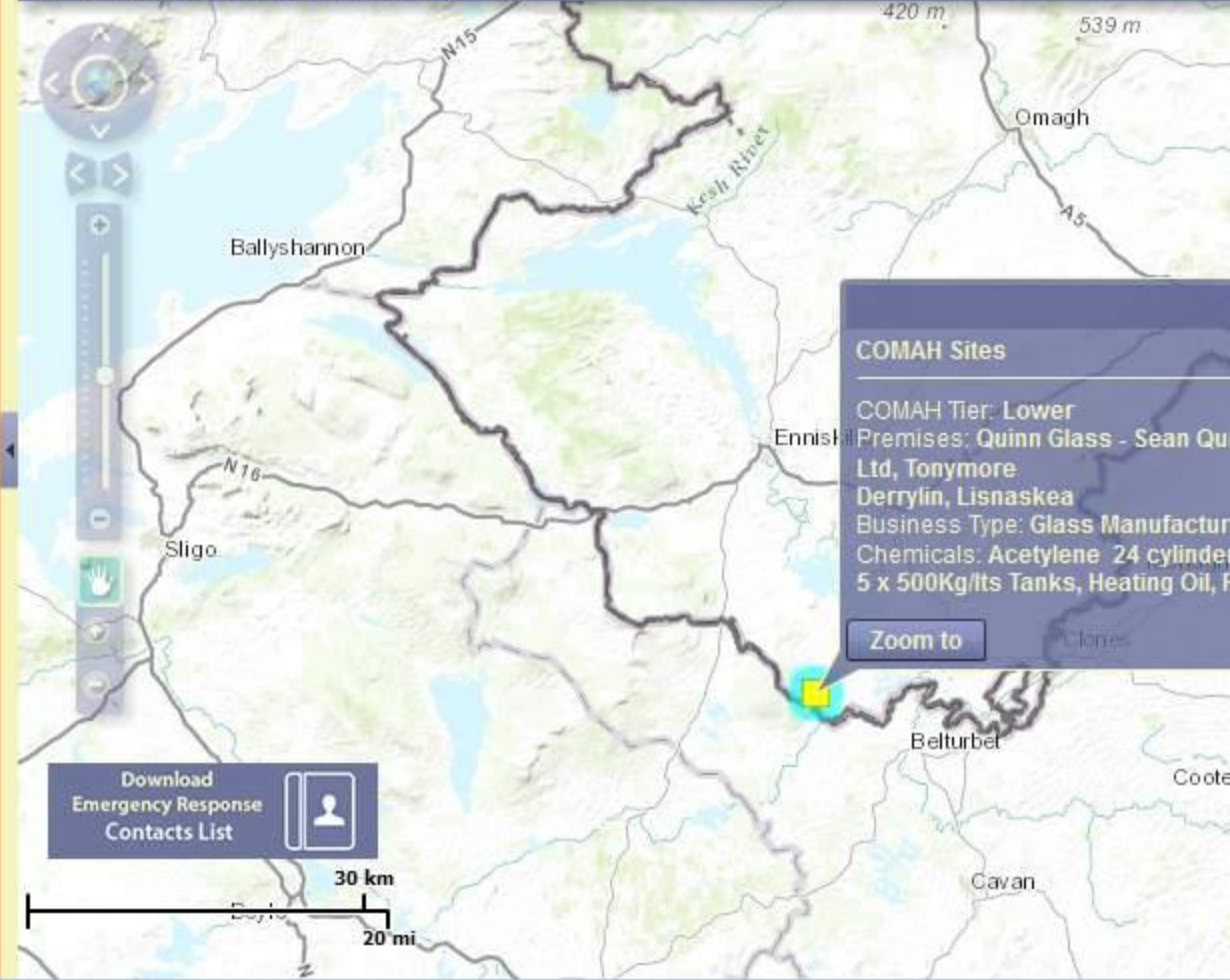 420 m
539 m
N15
Omagh
Kesh River
A5
Ballyshannon
COMAH Sites
COMAH Tier: Lower
Premises: Quinn Glass - Sean Qu
Ltd, Tonymore
Derrylin, Lisnaskea
Business Type: Glass Manufactur
Chemicals: Acetylene 24 cylinder
5 x 500Kg/lts Tanks, Heating Oil,
Enniskil
N16
Sligo
Zoom to
Clones
Belturbet
Download
Emergency Response
Contacts List
Coote
Cavan
30 km
Boyle
20 mi
N